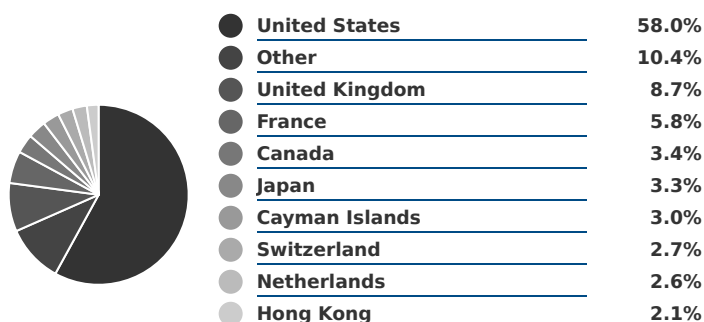 United States 58.0%
Other 10.4%
United Kingdom 8.7%
France 5.8%
Canada 3.4%
Japan 3.3%
Cayman Islands 3.0%
Switzerland 2.7%
Netherlands 2.6%
Hong Kong 2.1%